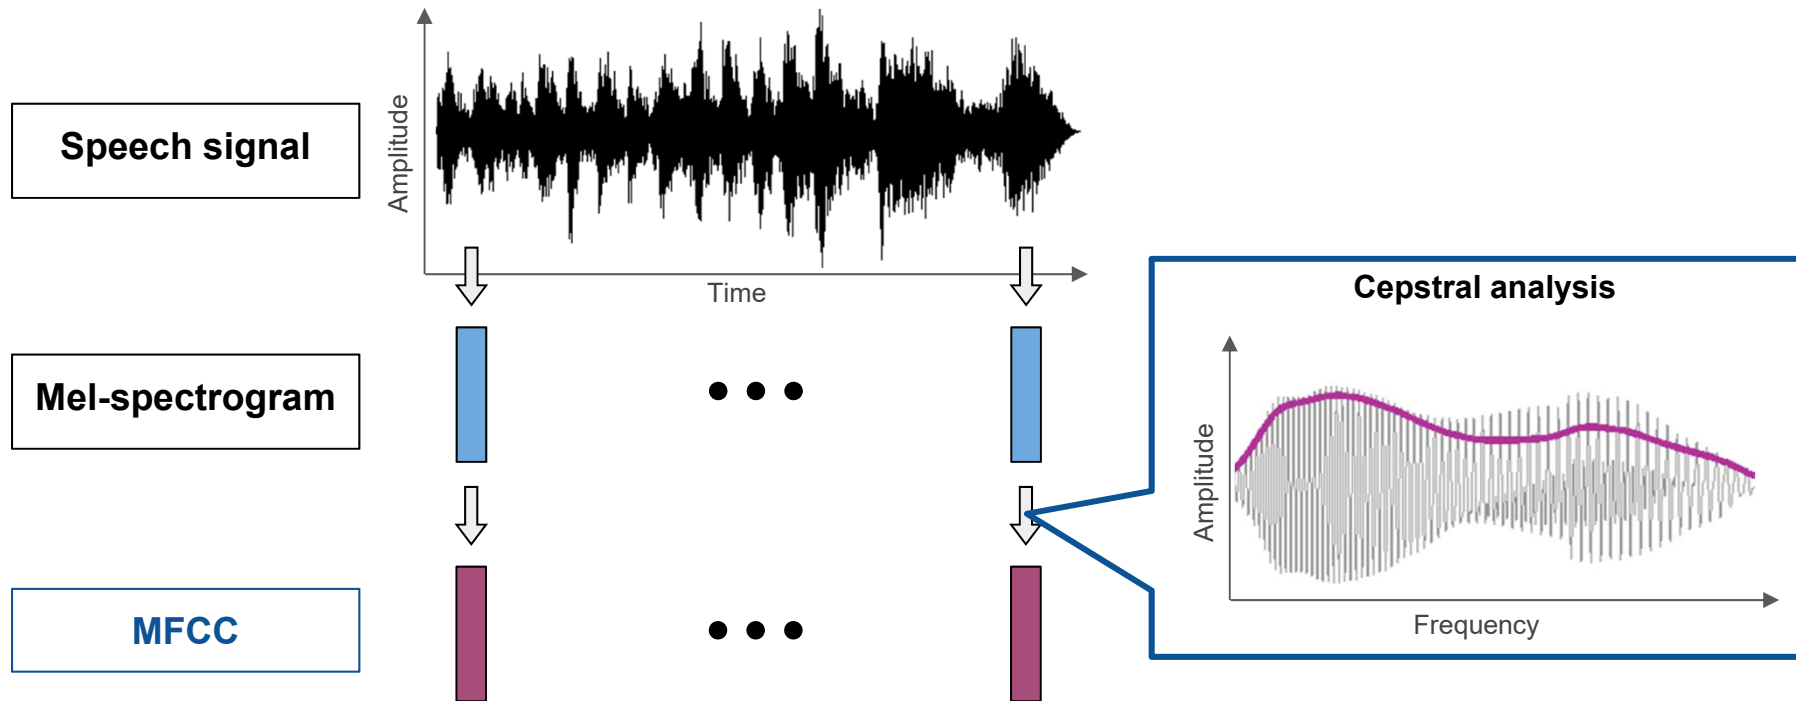 Speech signal
Amplitude
Time
Mel-spectrogram
MFCC
Cepstral analysis
Amplitude
Frequency